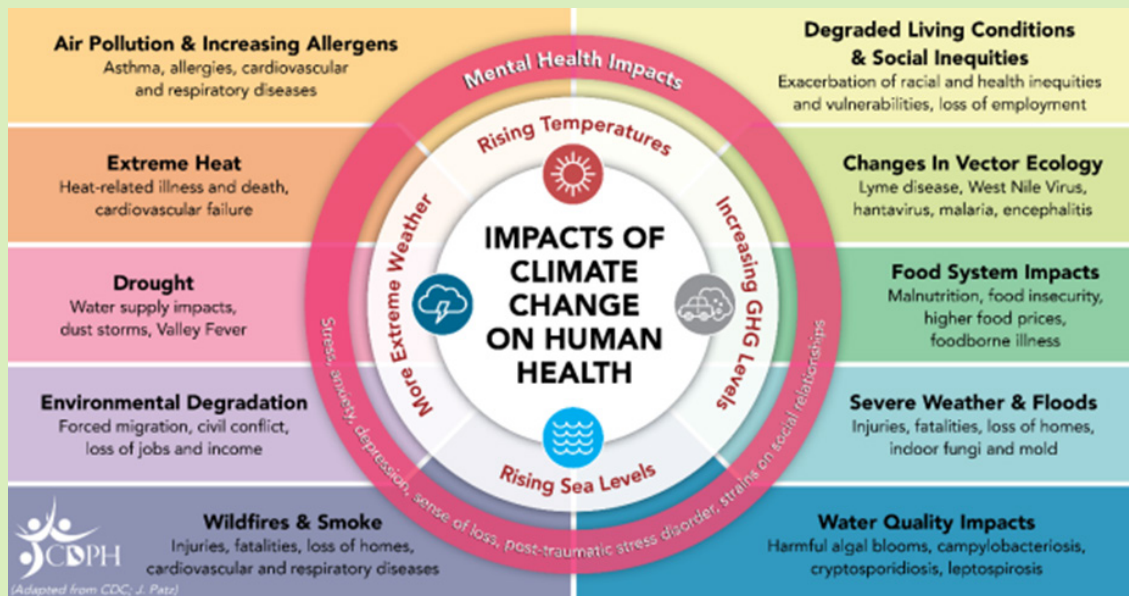 Air Pollution & Increasing Allergens
Asthma, allergies, cardiovascular
and respiratory diseases
Extreme Heat
Heat-related illness and death,
cardiovascular failure
Drought
Water supply impacts,
dust storms, Valley Fever
Environmental Degradation
Forced migration, civil conflict,
loss of jobs and income
Wildfires & Smoke
Injuries, fatalities, loss of homes,
cardiovascular and respiratory diseases
CDPH
(Adapted from CDC; J. Patz)
Mental Health Impacts
Rising Temperatures
More Extreme Weather
IMPACTS OF
CLIMATE
CHANGE
ON HUMAN
HEALTH
Increasing GHG Levels
Rising Sea Levels
Stress, anxiety, depression, sense of loss, post-traumatic stress disorder, strains on social relationships
Degraded Living Conditions
& Social Inequities
Exacerbation of racial and health inequities
and vulnerabilities, loss of employment
Changes In Vector Ecology
Lyme disease, West Nile Virus,
hantavirus, malaria, encephalitis
Food System Impacts
Malnutrition, food insecurity,
higher food prices,
foodborne illness
Severe Weather & Floods
Injuries, fatalities, loss of homes,
indoor fungi and mold
Water Quality Impacts
Harmful algal blooms, campylobacteriosis,
cryptosporidiosis, leptospirosis